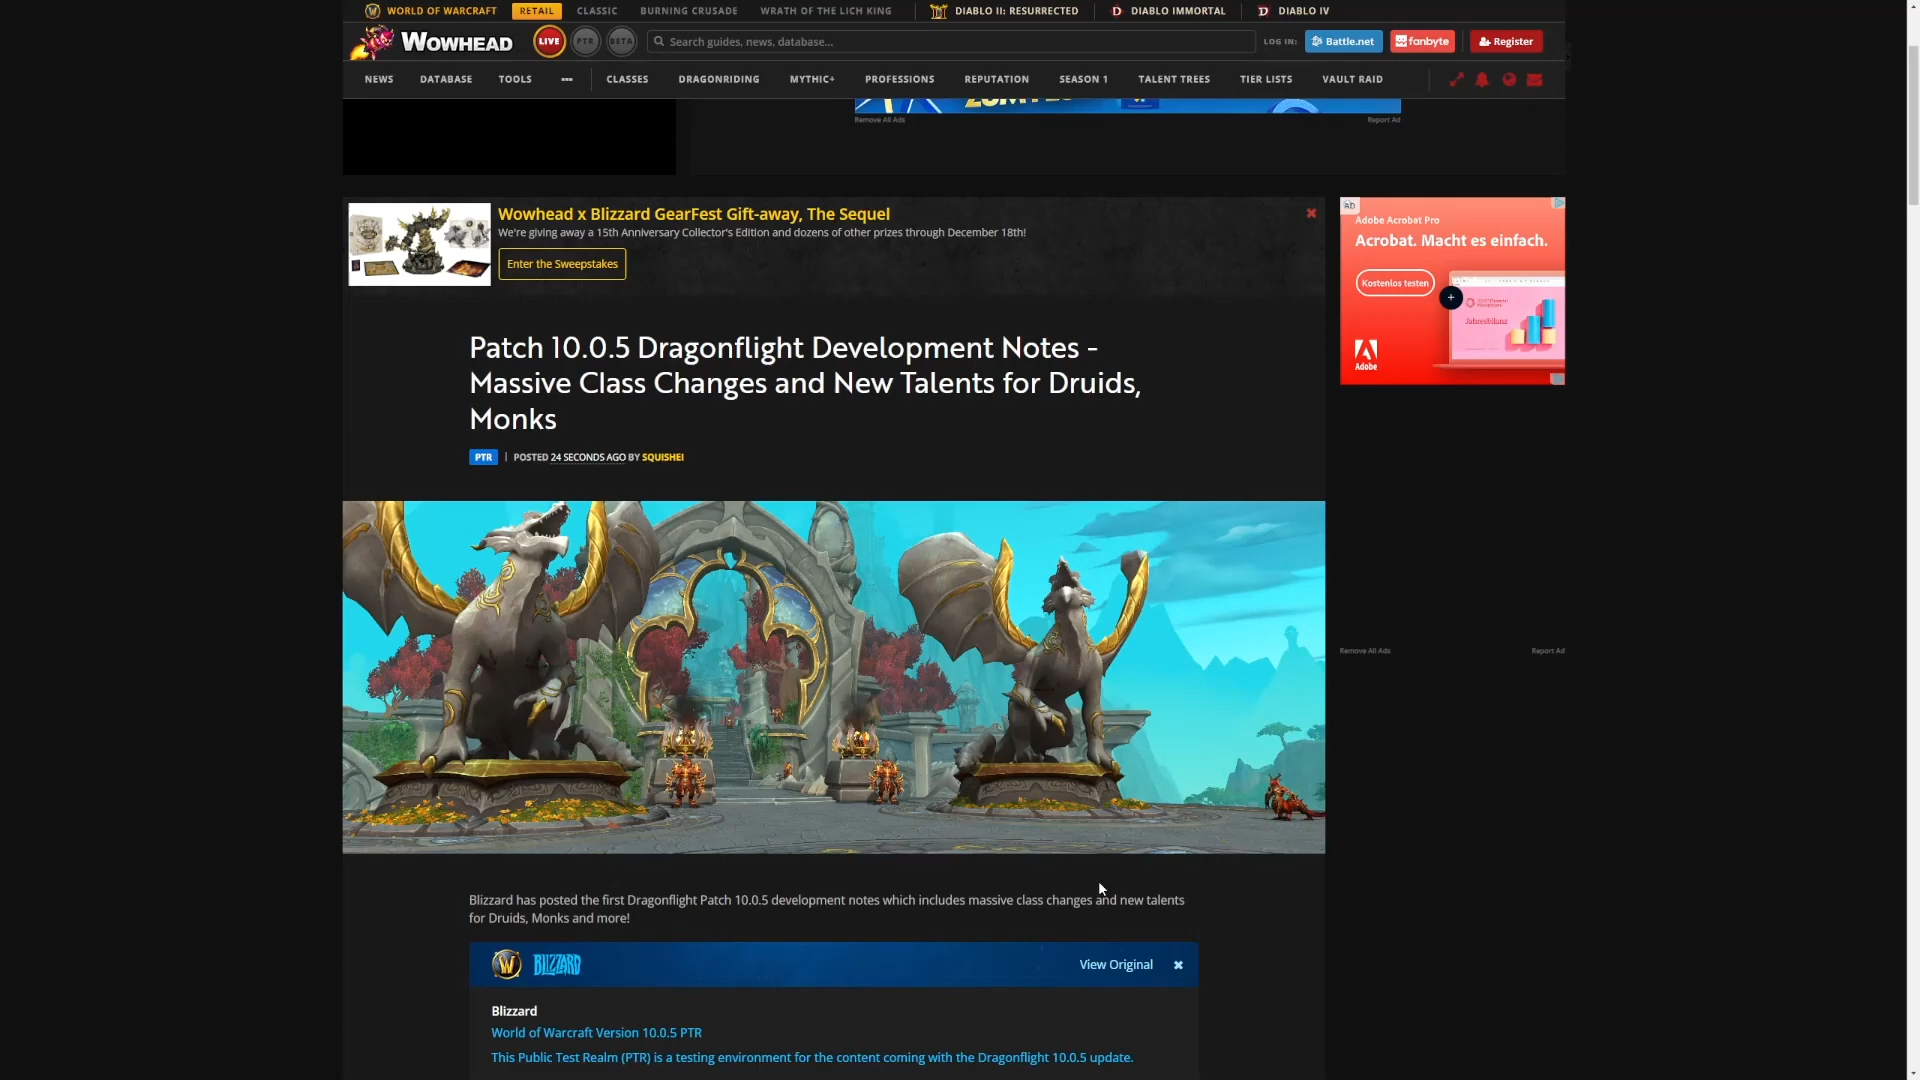 WORLD OF WARCRAFT RETAIL CLASSIC BURNING CRUSADE WRATH OF THE LICH KING DIABLO II: RESURRECTED DIABLO IMMORTAL DIABLO IV
WOWHEAD LIVE PTR BETA Search guides, news, database... LOG IN: Battle.net fanbyte Register
NEWS DATABASE TOOLS CLASSES DRAGONRIDING MYTHIC+ PROFESSIONS REPUTATION SEASON 1 TALENT TREES TIER LISTS VAULT RAID
Remove All Ads Report Ad
Wowhead x Blizzard GearFest Gift-away, The Sequel
We're giving away a 15th Anniversary Collector's Edition and dozens of other prizes through December 18th!
Enter the Sweepstakes
AD
Adobe Acrobat Pro
Acrobat. Macht es einfach.
Kostenlos testen
Jahresbilanz
Adobe
Patch 10.0.5 Dragonflight Development Notes -
Massive Class Changes and New Talents for Druids,
Monks
PTR | POSTED 24 SECONDS AGO BY SQUISHEI
Remove All Ads Report Ad
Blizzard has posted the first Dragonflight Patch 10.0.5 development notes which includes massive class changes and new talents
for Druids, Monks and more!
BLIZZARD View Original
Blizzard
World of Warcraft Version 10.0.5 PTR
This Public Test Realm (PTR) is a testing environment for the content coming with the Dragonflight 10.0.5 update.